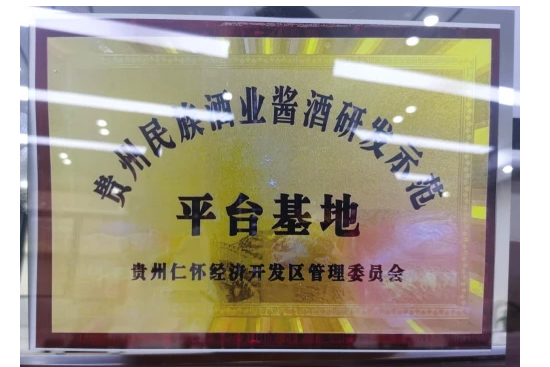 贵州民族酒业酱酒研发示范
平台基地
贵州仁怀经济开发区管理委员会